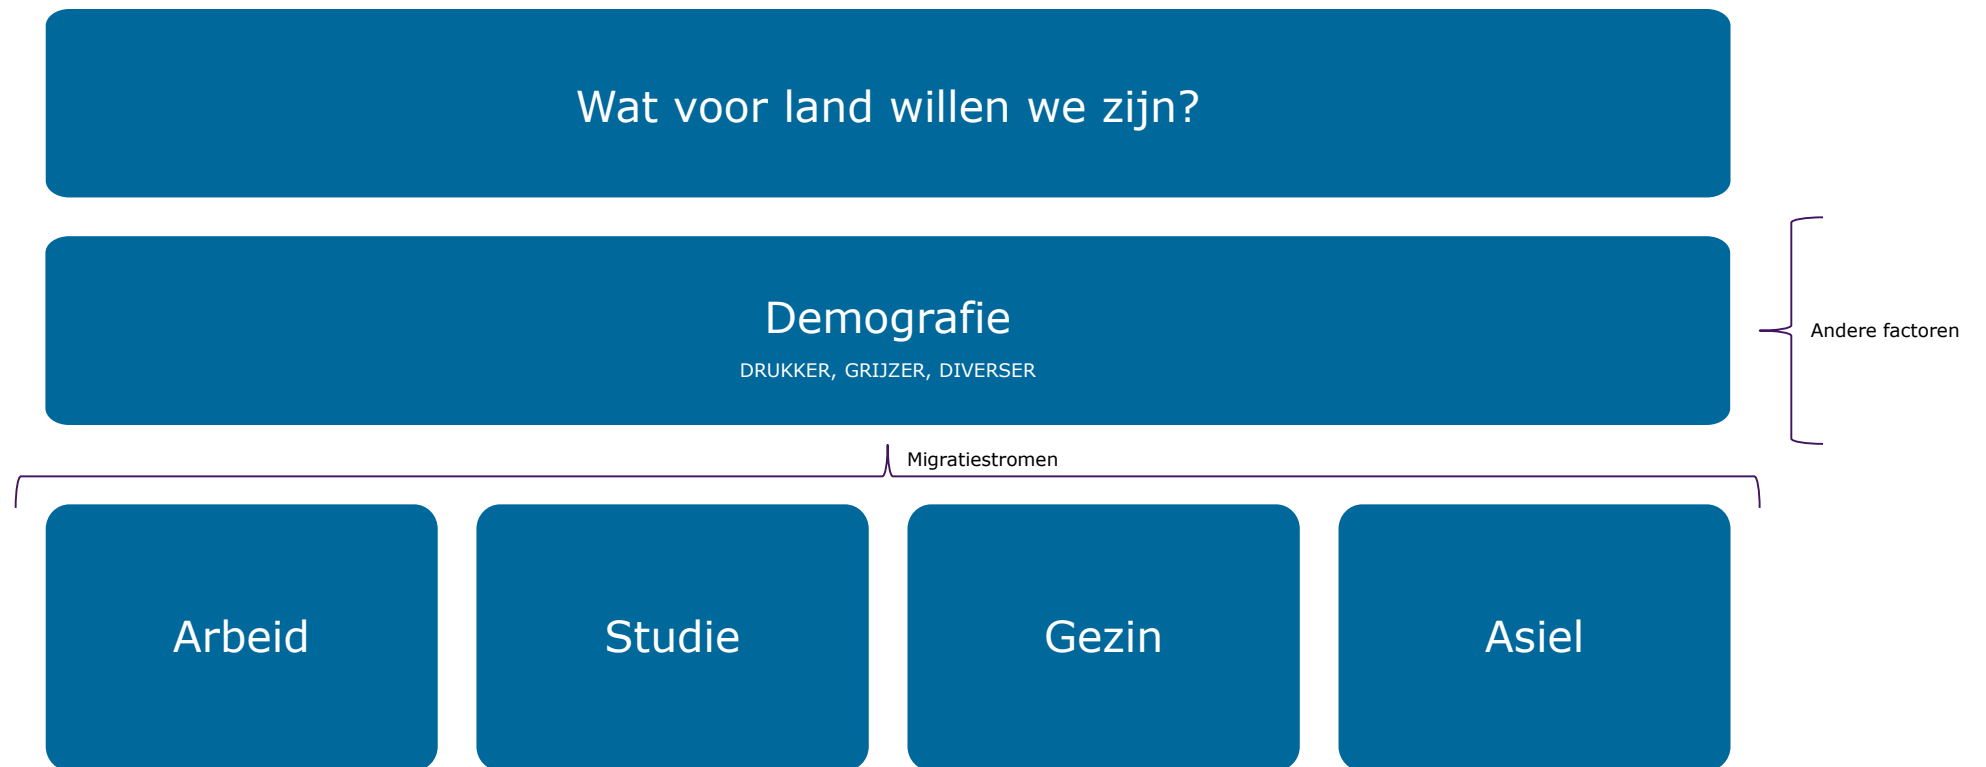 Wat voor land willen we zijn?
Demografie
DRUKKER, GRIJZER, DIVERSER
Andere factoren
Migratiestromen
Arbeid
Studie
Gezin
Asiel